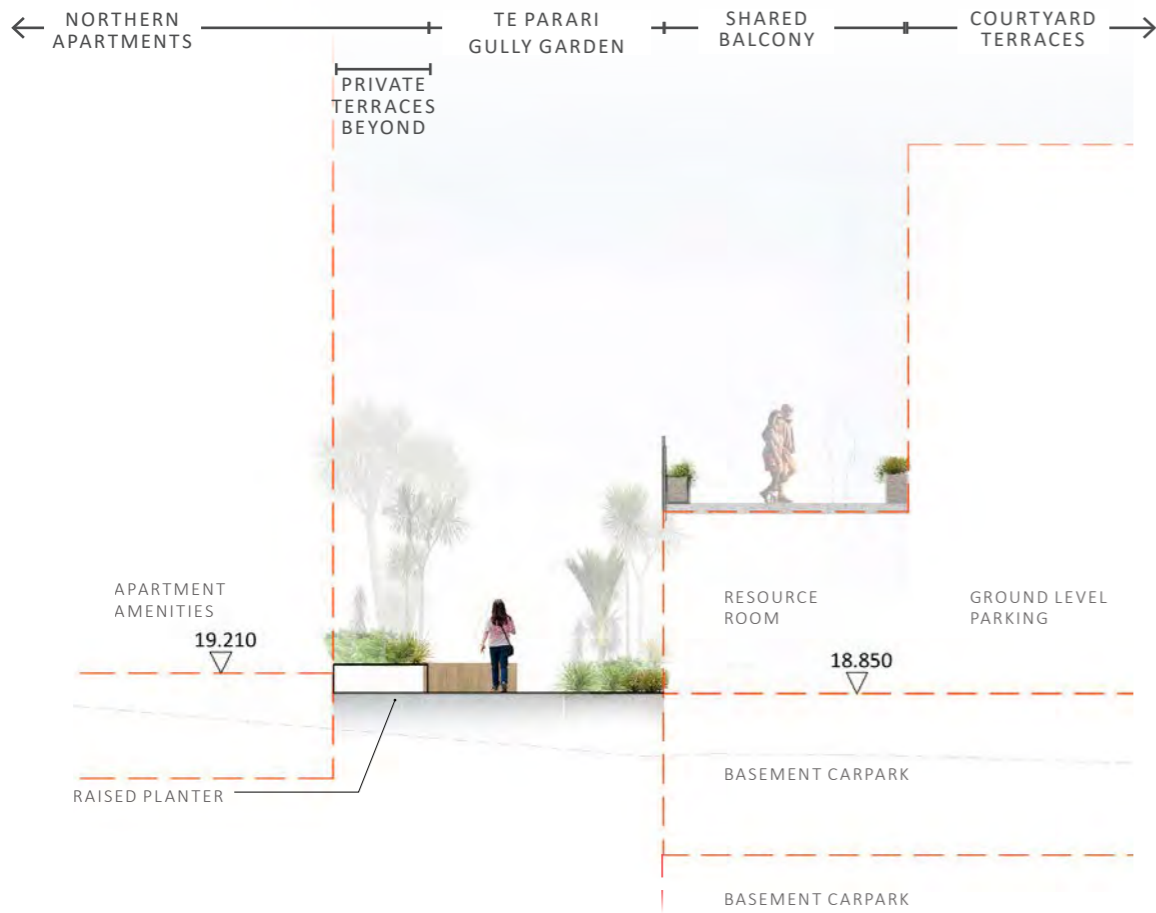 NORTHERN
APARTMENTS
TE PARARI
GULLY GARDEN
SHARED
BALCONY
COURTYARD
TERRACES
PRIVATE
TERRACES
BEYOND
APARTMENT
AMENITIES
19.210
RESOURCE
ROOM
GROUND LEVEL
PARKING
18.850
RAISED PLANTER
BASEMENT CARPARK
BASEMENT CARPARK